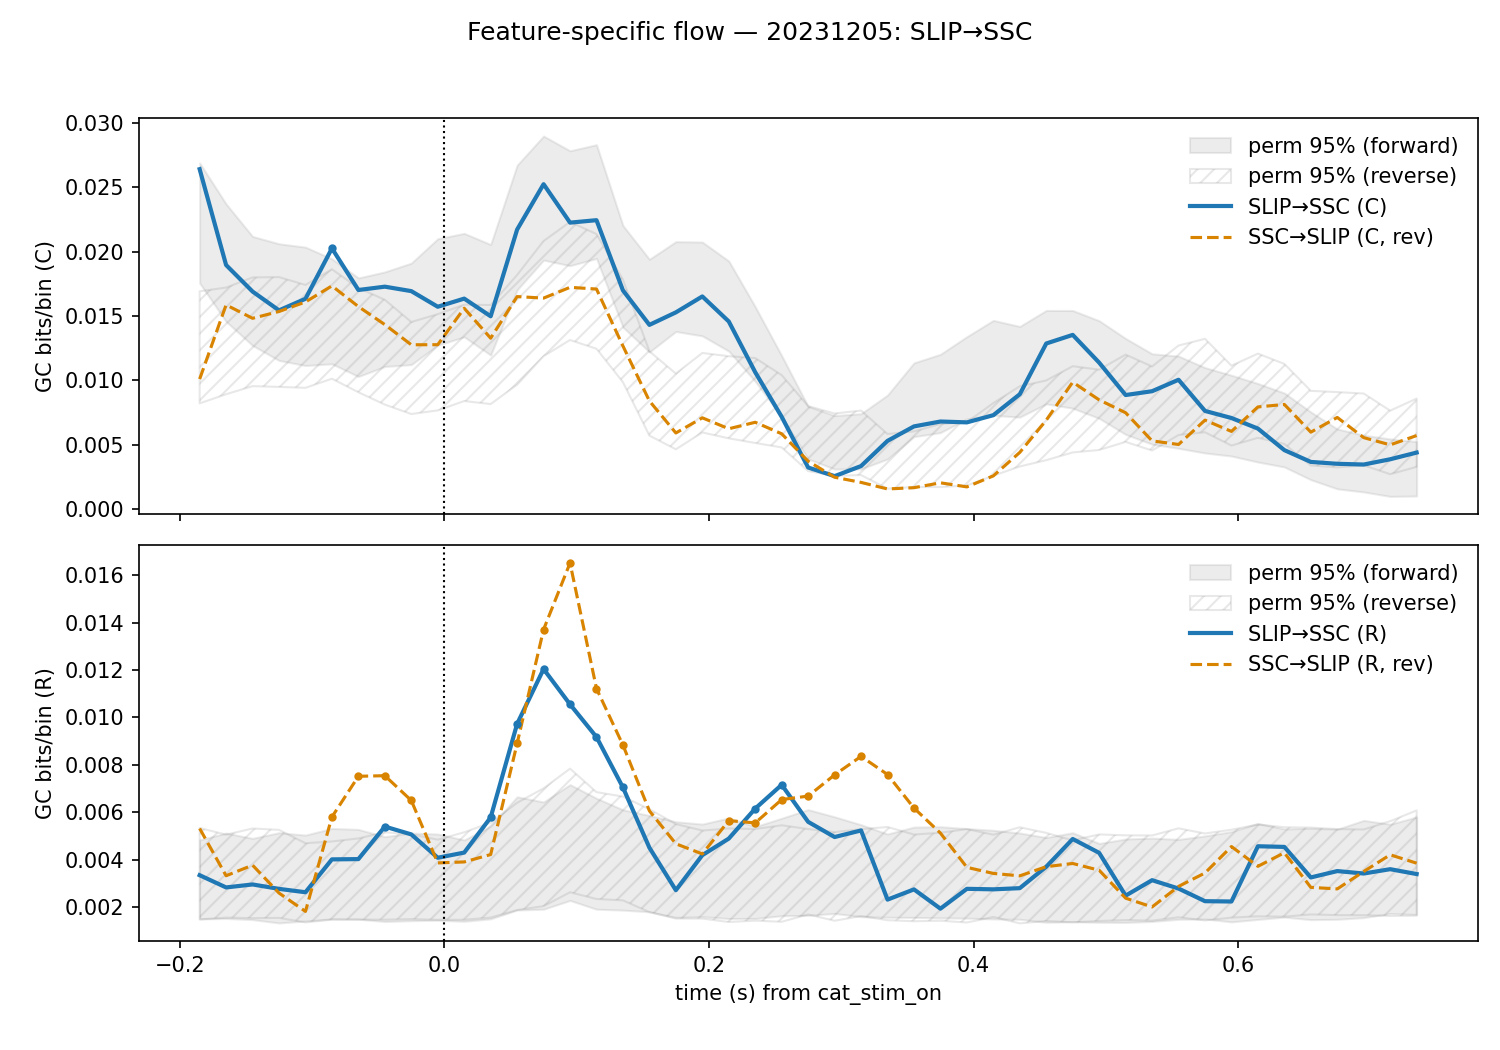 Feature-specific flow — 20231205: SLIP→SSC
GC bits/bin (C)
0.030
0.025
0.020
0.015
0.010
0.005
0.000
perm 95% (forward)
perm 95% (reverse)
SLIP→SSC (C)
SSC→SLIP (C, rev)
GC bits/bin (R)
0.016
0.014
0.012
0.010
0.008
0.006
0.004
0.002
perm 95% (forward)
perm 95% (reverse)
SLIP→SSC (R)
SSC→SLIP (R, rev)
−0.2 0.0 0.2 0.4 0.6
time (s) from cat_stim_on